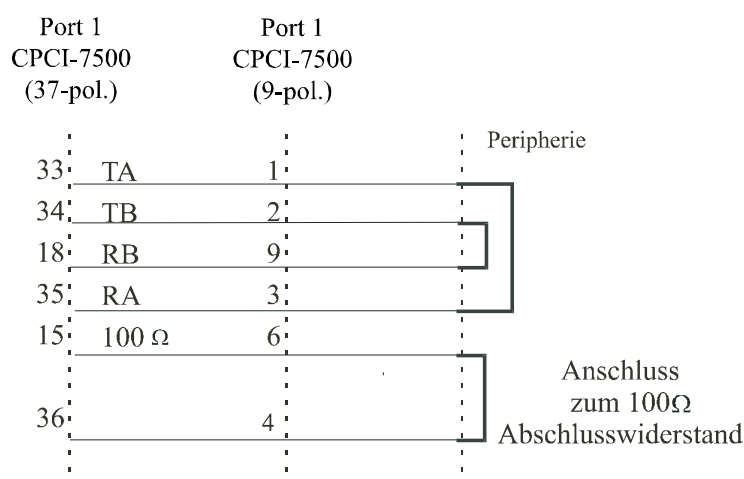 Port 1 Port 1
CPCI-7500 CPCI-7500
(37-pol.) (9-pol.)
Peripherie
33 TA 1
34 TB 2
18 RB 9
35 RA 3
15 100 Ω 6
36 4
Anschluss
zum 100Ω
Abschlusswiderstand